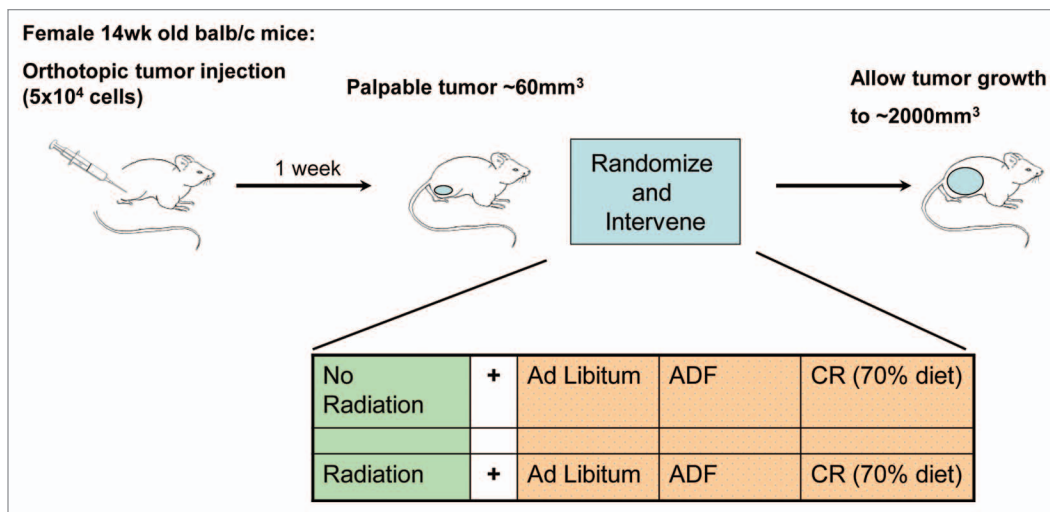 Female 14wk old balb/c mice:
Orthotopic tumor injection
(5x10⁴ cells)
1 week
Palpable tumor ~60mm³
Randomize
and
Intervene
Allow tumor growth
to ~2000mm³
No
Radiation
+
Ad Libitum
ADF
CR (70% diet)
Radiation
+
Ad Libitum
ADF
CR (70% diet)